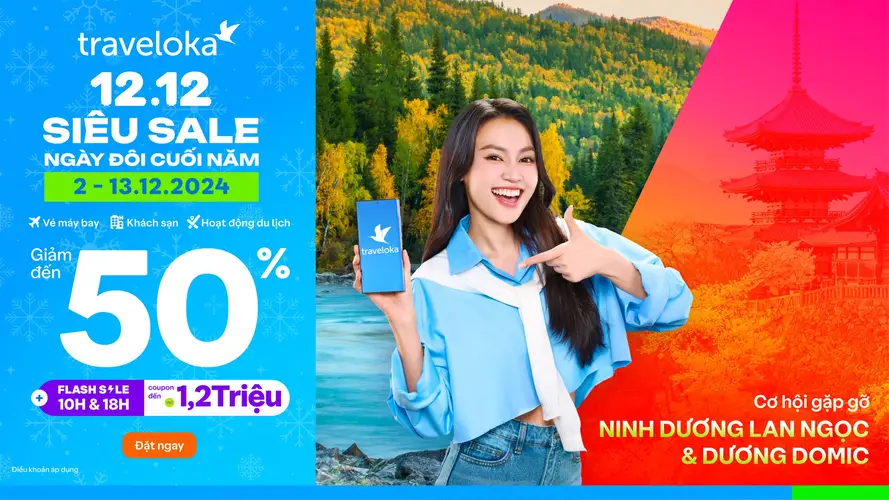 traveloka
12.12
SIÊU SALE
NGÀY ĐÔI CUỐI NĂM
2 - 13.12.2024
Vé máy bay Khách sạn Hoạt động du lịch
Giảm đến 50%
+ FLASH SALE 10H & 18H
coupon đến 1,2Triệu
Đặt ngay
Điều khoản áp dụng
traveloka
Cơ hội gặp gỡ
NINH DƯƠNG LAN NGỌC
& DƯƠNG DOMIC